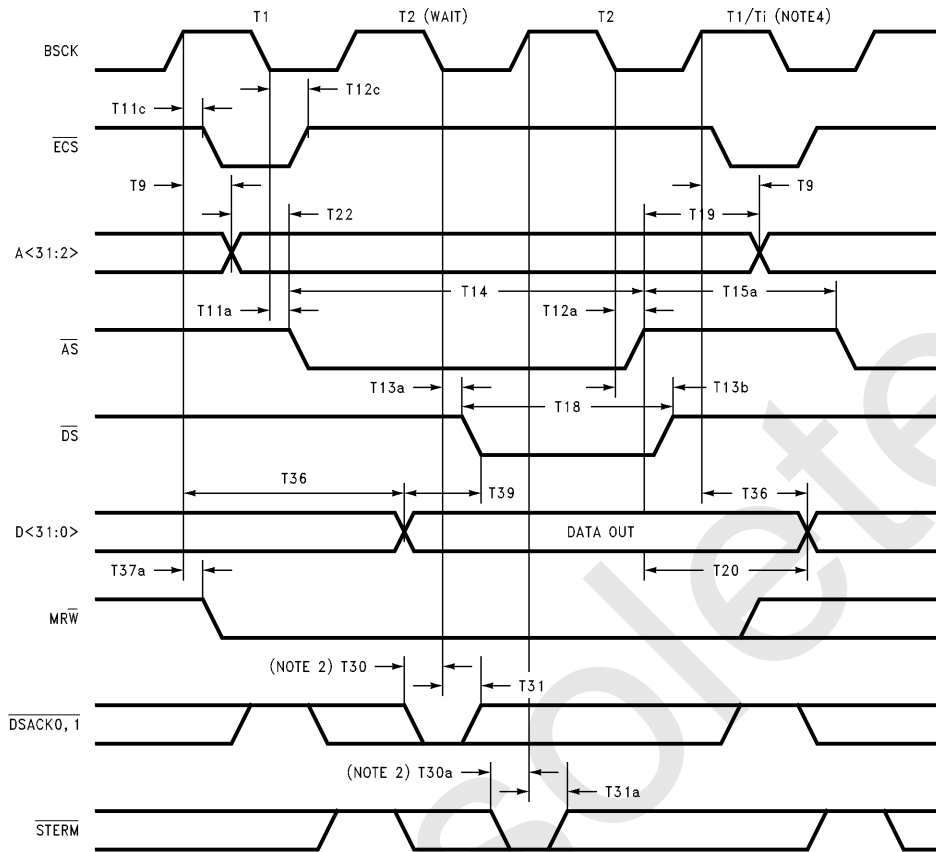 T1 T2 (WAIT) T2 T1/Ti (NOTE4)
BSCK
T11c T12c
ECS
T9 T9
T22 T19
A<31:2>
T14 T15a
T11a T12a
AS
T13a T18 T13b
DS
T36 T39 T36
D<31:0> DATA OUT
T37a T20
MRW
(NOTE 2) T30 T31
DSACK0, 1
(NOTE 2) T30a T31a
STERM